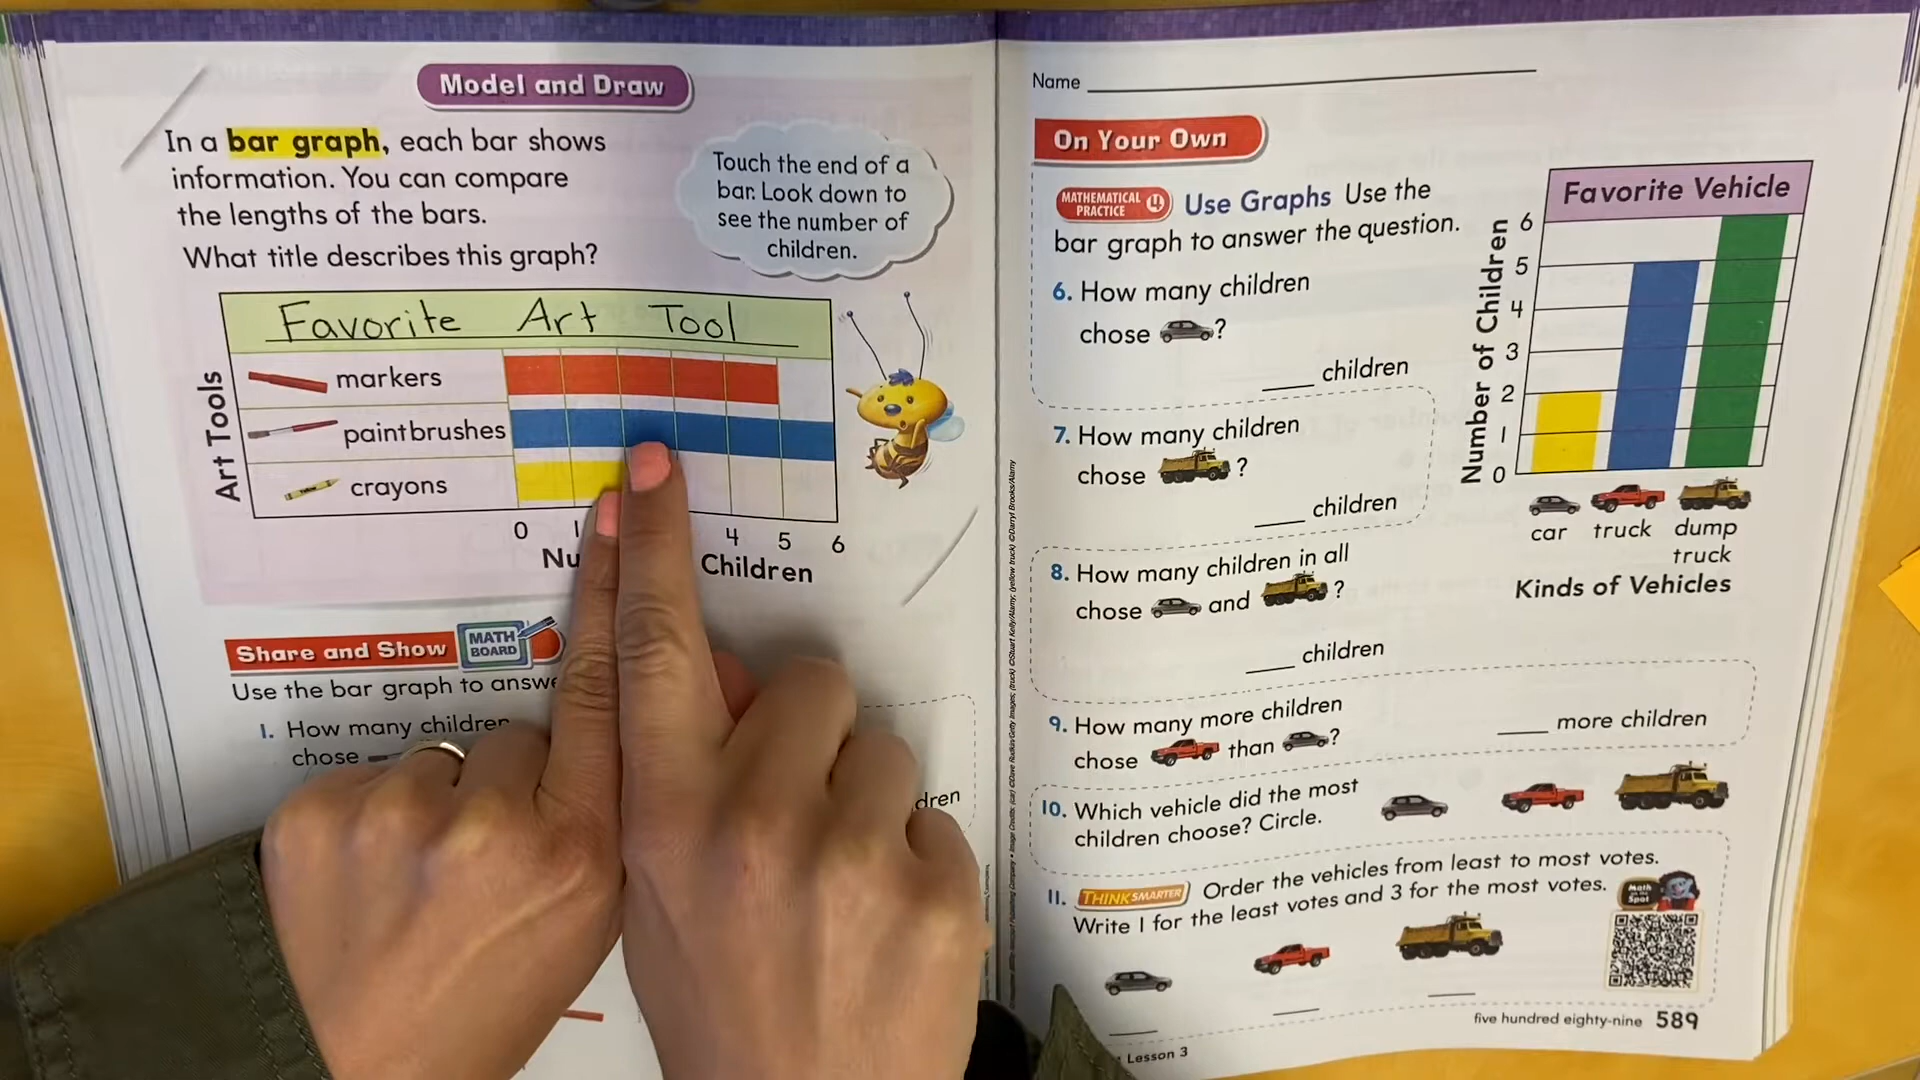 Model and Draw
In a bar graph, each bar shows
information. You can compare
the lengths of the bars.
What title describes this graph?
Touch the end of a
bar. Look down to
see the number of
children.
Favorite Art Tool
Art Tools
markers
paintbrushes
crayons
0 1 4 5 6
Children
Share and Show
MATH
BOARD
Use the bar graph to
1. How many children
chose
Name
On Your Own
MATHEMATICAL
PRACTICE 4
Use Graphs Use the
bar graph to answer the question.
6. How many children
chose ?
children
7. How many children
chose ?
children
8. How many children in all
chose and ?
children
9. How many more children
chose than ?
more children
10. Which vehicle did the most
children choose? Circle.
11. THINK SMARTER Order the vehicles from least to most votes.
Write 1 for the least votes and 3 for the most votes.
Math
on the
Spot
Favorite Vehicle
Number of Children
6
5
4
3
2
1
0
car truck dump
truck
Kinds of Vehicles
five hundred eighty-nine 589
Lesson 3